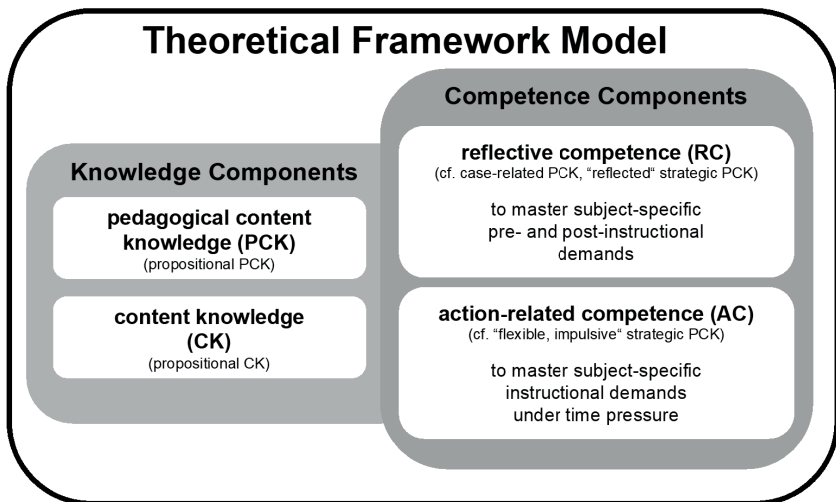 Theoretical Framework Model
Knowledge Components
pedagogical content
knowledge (PCK)
(propositional PCK)
content knowledge
(CK)
(propositional CK)
Competence Components
reflective competence (RC)
(cf. case-related PCK, “reflected“ strategic PCK)
to master subject-specific
pre- and post-instructional
demands
action-related competence (AC)
(cf. “flexible, impulsive“ strategic PCK)
to master subject-specific
instructional demands
under time pressure